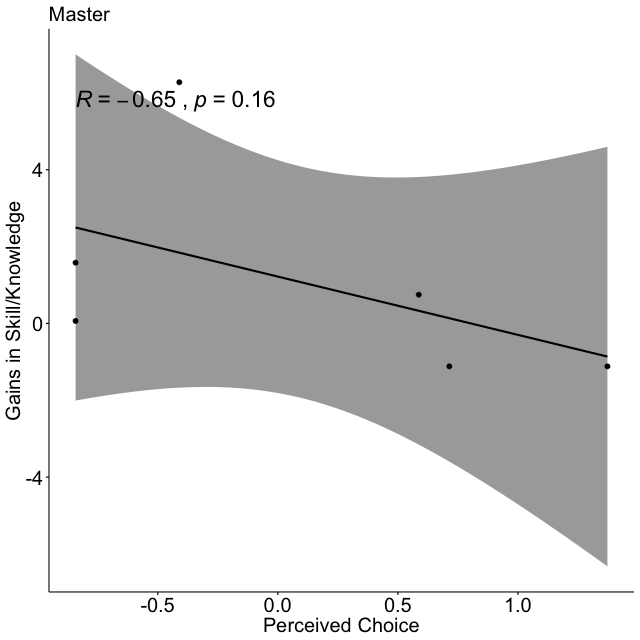 Master
R = −0.65 , p = 0.16
4
0
-4
Gains in Skill/Knowledge
-0.5 0.0 0.5 1.0
Perceived Choice